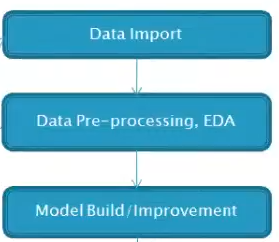 Data Import
Data Pre-processing, EDA
Model Build/Improvement